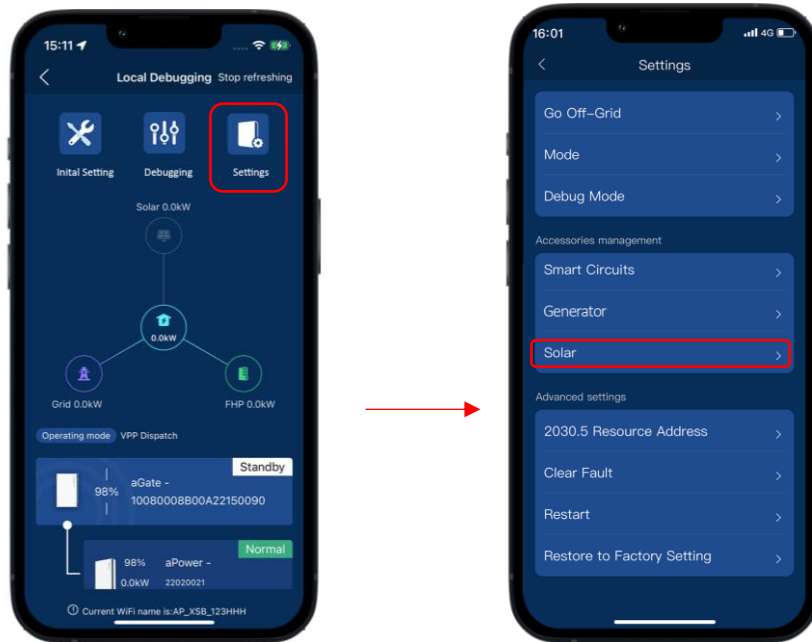 15:11
Local Debugging Stop refreshing
Inital Setting Debugging Settings
Solar 0.0kW
0.0kW
Grid 0.0kW FHP 0.0kW
Operating mode VPP Dispatch
Standby
98% aGate -
10080008B00A22150090
Normal
98% aPower -
0.0kW 22020021
Current WiFi name is:AP_XSB_123HHH
16:01 4G
Settings
Go Off-Grid
Mode
Debug Mode
Accessories management
Smart Circuits
Generator
Solar
Advanced settings
2030.5 Resource Address
Clear Fault
Restart
Restore to Factory Setting